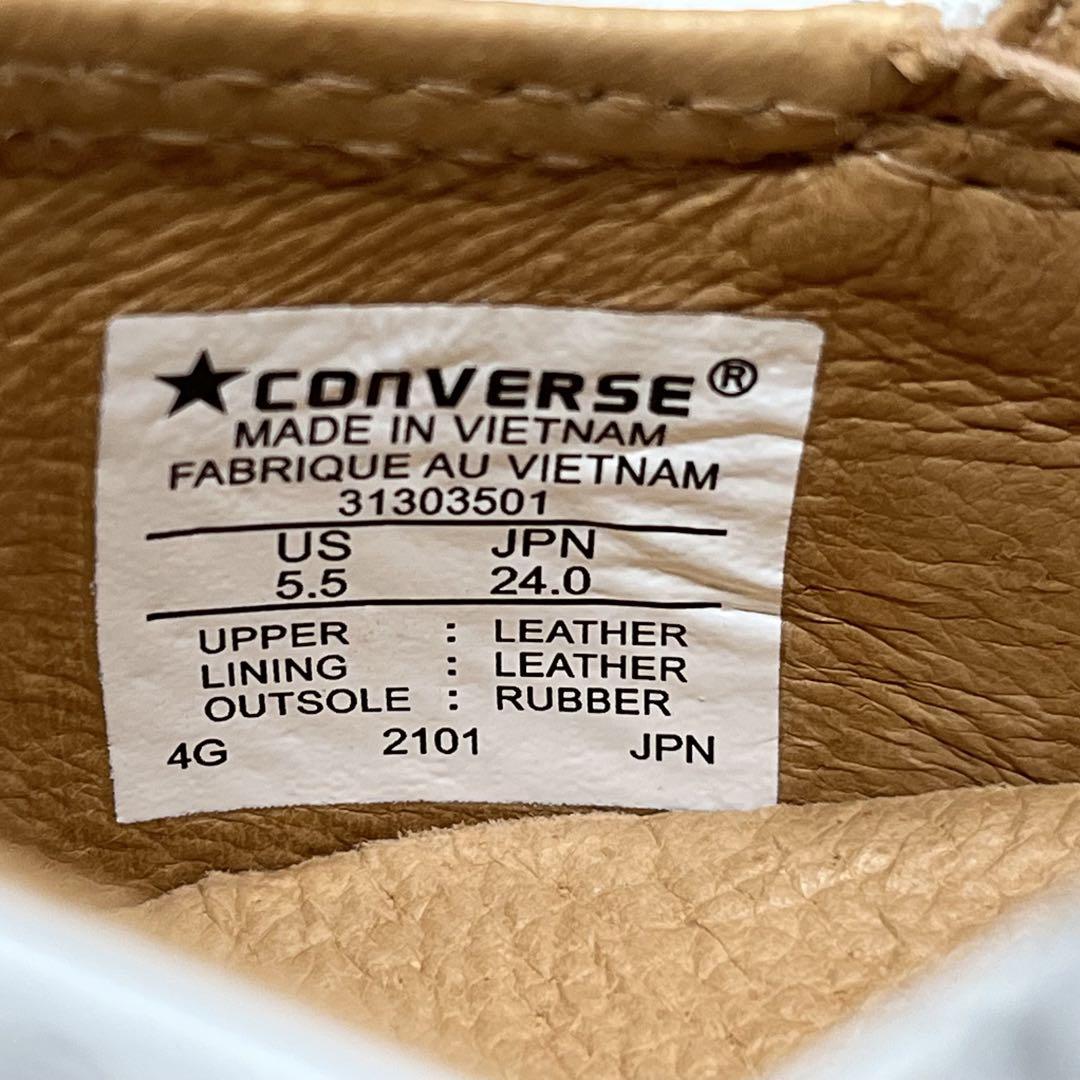 ★CONVERSE®
MADE IN VIETNAM
FABRIQUE AU VIETNAM
31303501
US JPN
5.5 24.0
UPPER : LEATHER
LINING : LEATHER
OUTSOLE : RUBBER
4G 2101 JPN